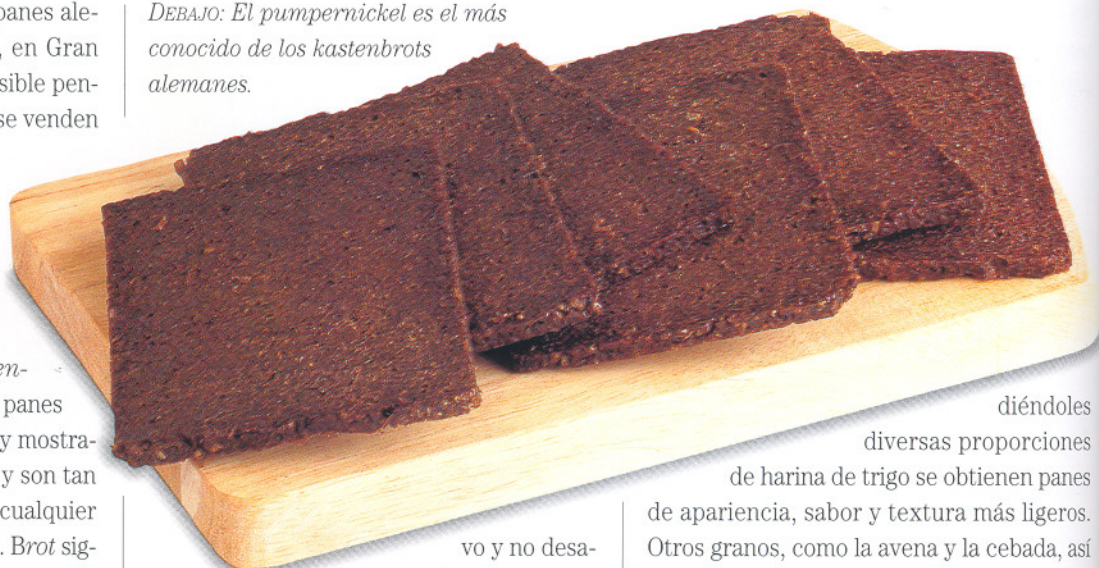 panes ale-
, en Gran
sible pen-
se venden
DEBAJO: El pumpernickel es el más
conocido de los kastenbrots
alemanes.
en-
panes
y mostra-
y son tan
cualquier
. Brot sig-
vo y no desa-
diéndoles
diversas proporciones
de harina de trigo se obtienen panes
de apariencia, sabor y textura más ligeros.
Otros granos, como la avena y la cebada, así